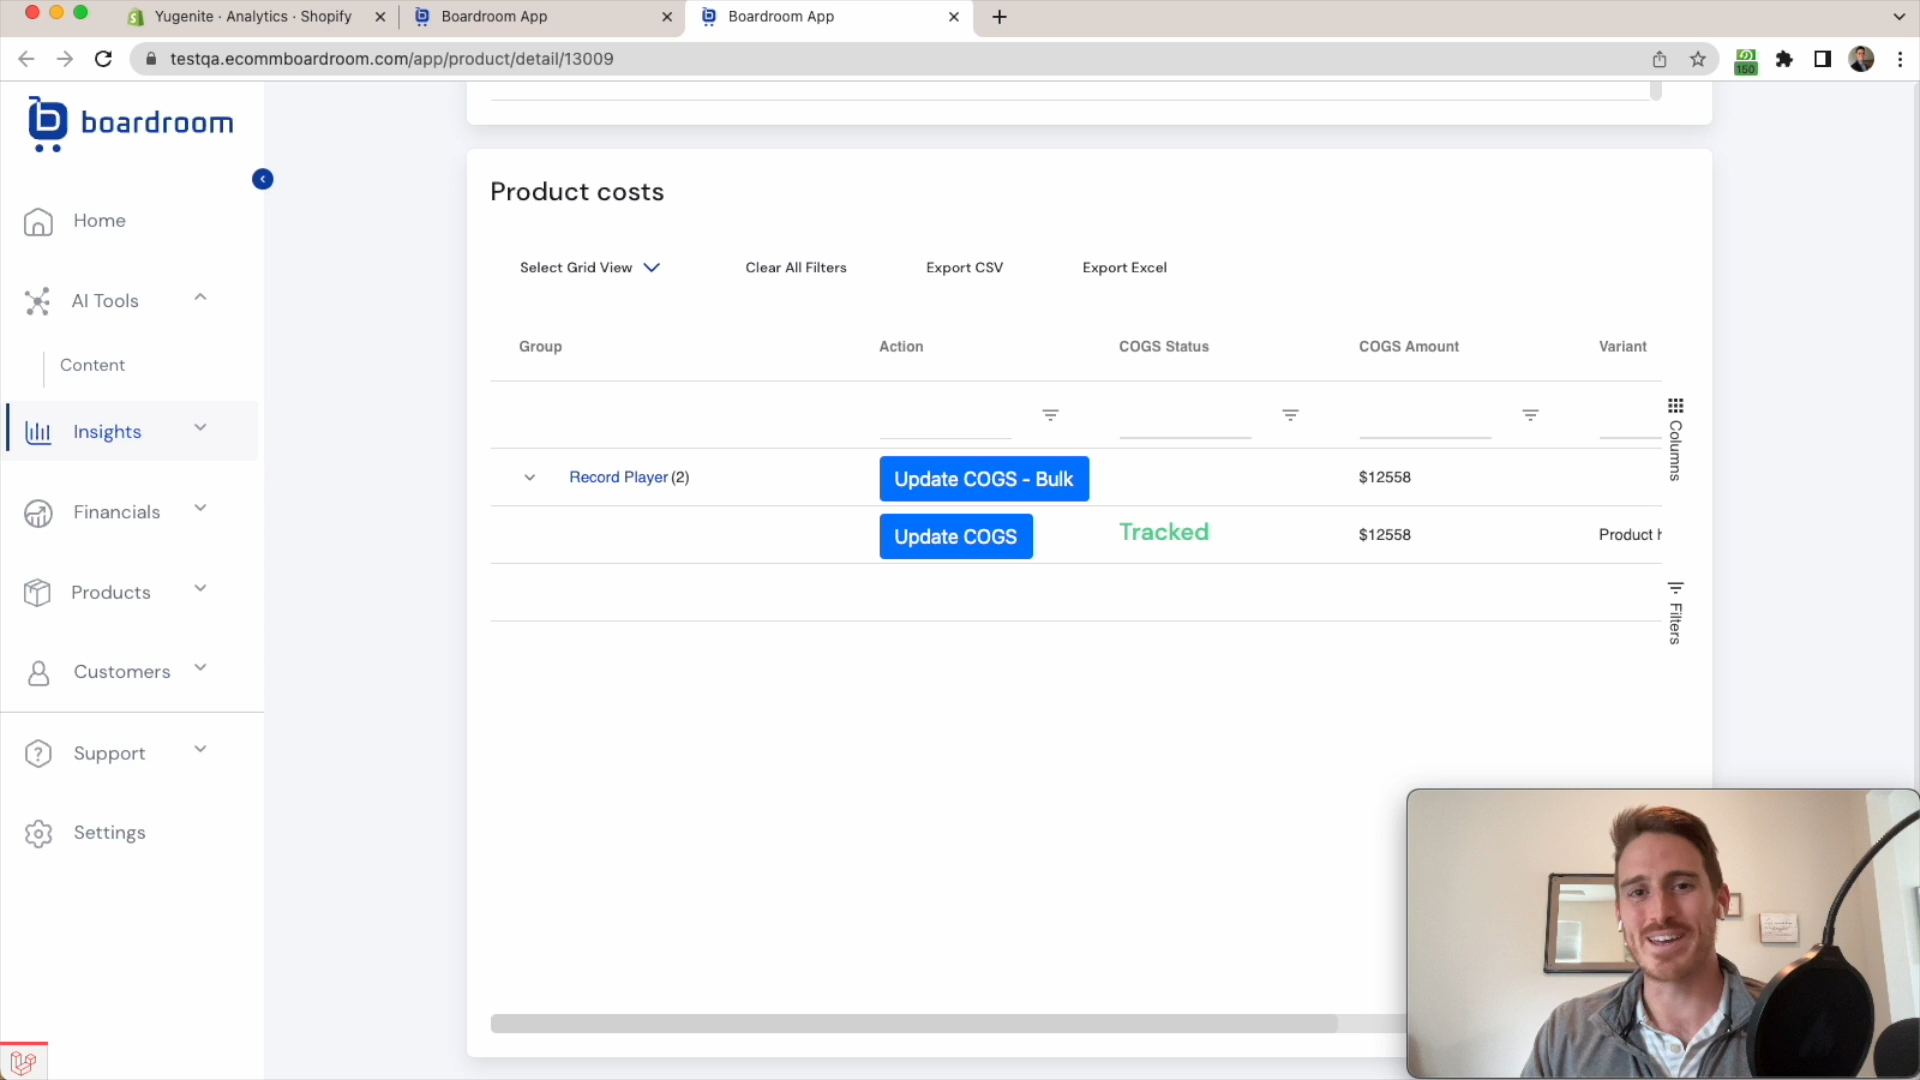 Yugenite · Analytics · Shopify
Boardroom App
Boardroom App
testqa.ecommboardroom.com/app/product/detail/13009
150
boardroom
Home
AI Tools
Content
Insights
Financials
Products
Customers
Support
Settings
Product costs
Select Grid View
Clear All Filters
Export CSV
Export Excel
Group Action COGS Status COGS Amount Variant
Record Player (2) Update COGS - Bulk $12558
Update COGS Tracked $12558 Product h
Columns
Filters